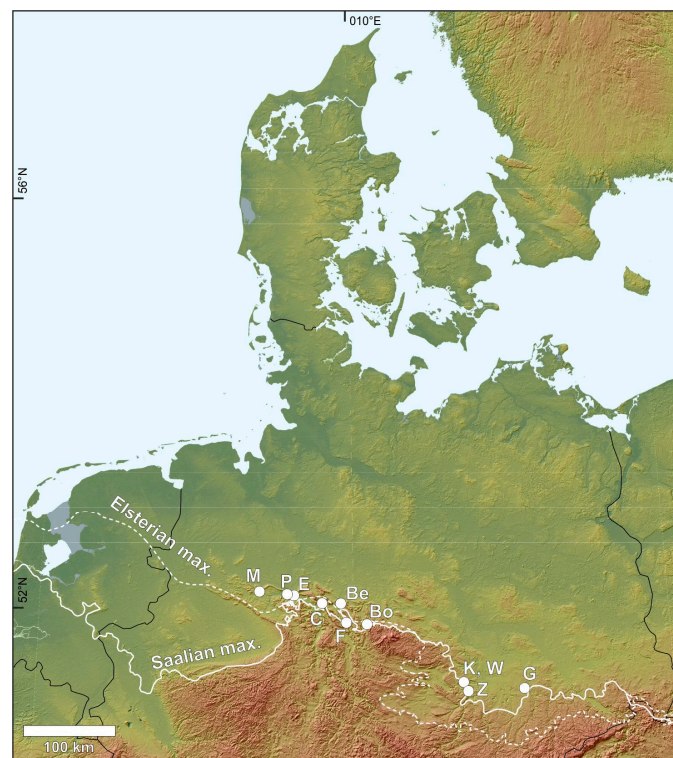 010°E
56°N
Elsterian max.
52°N
M
P
E
Be
C
F
Bo
Saalian max.
K, W
Z
G
100 km